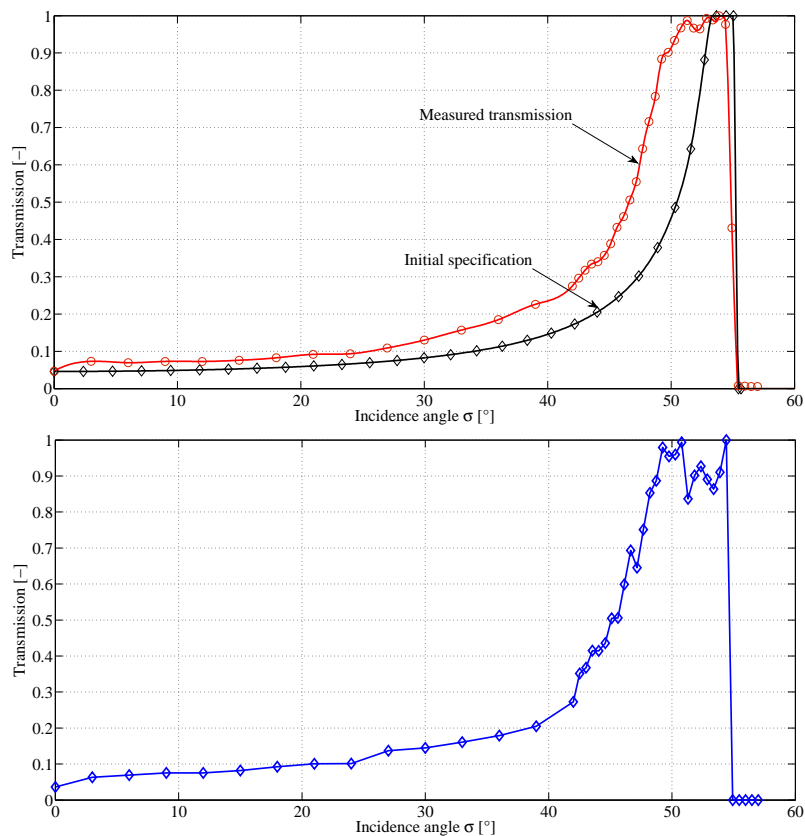 1
0.9
0.8
0.7
0.6
0.5
0.4
0.3
0.2
0.1
0
Transmission [−]
Measured transmission
Initial specification
0 10 20 30 40 50 60
Incidence angle σ [°]
1
0.9
0.8
0.7
0.6
0.5
0.4
0.3
0.2
0.1
0
Transmission [−]
0 10 20 30 40 50 60
Incidence angle σ [°]